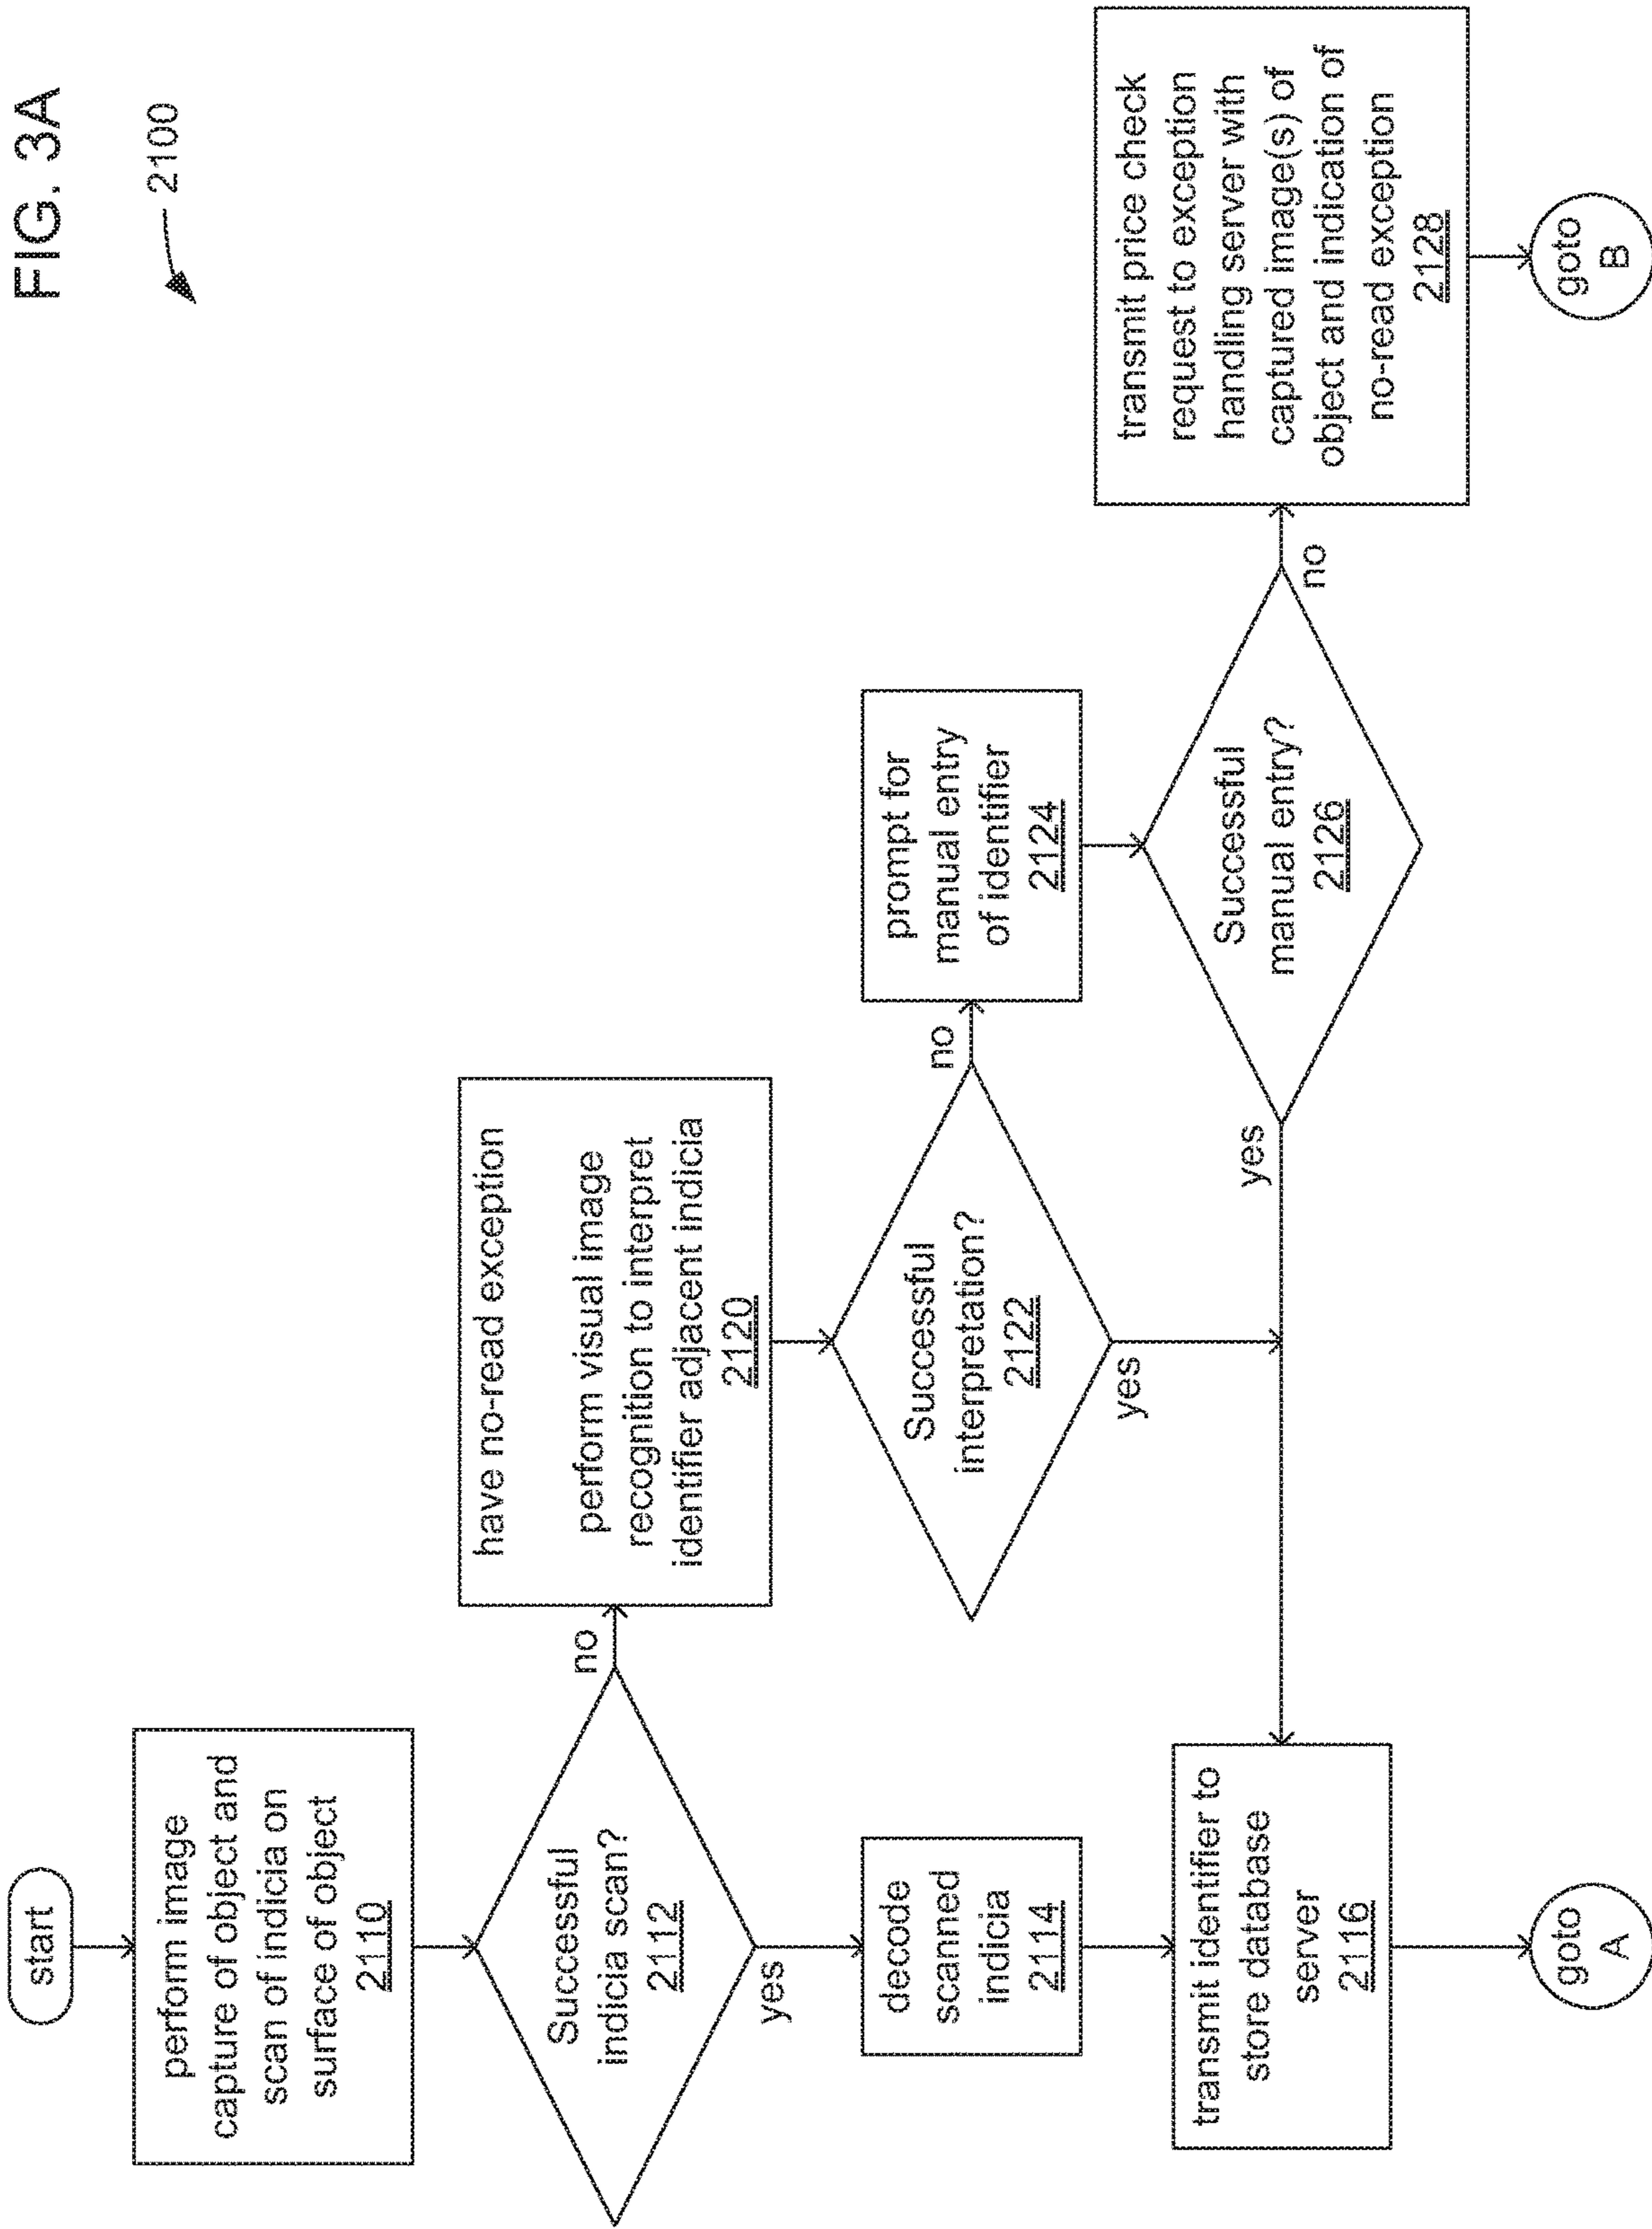 FIG. 3A
2100
start
perform image
capture of object and
scan of indicia on
surface of object
2110
Successful
indicia scan?
2112
no
yes
have no-read exception
perform visual image
recognition to interpret
identifier adjacent indicia
2120
decode
scanned
indicia
2114
Successful
interpretation?
2122
no
yes
prompt for
manual entry
of identifier
2124
transmit identifier to
store database
server
2116
yes
Successful
manual entry?
2126
no
transmit price check
request to exception
handling server with
captured image(s) of
object and indication of
no-read exception
2128
goto
A
goto
B